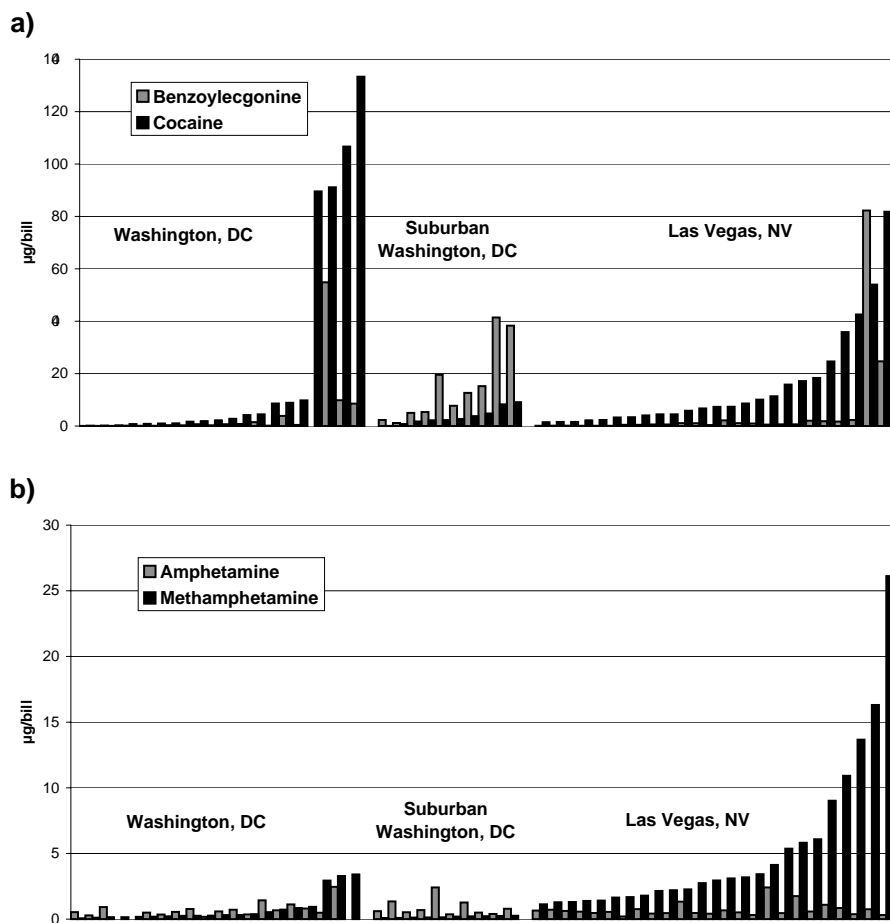 a)
140
120
100
80
60
40
20
0
µg/bill
Benzoylecgonine
Cocaine
Washington, DC
Suburban
Washington, DC
Las Vegas, NV
b)
30
25
20
15
10
5
0
µg/bill
Amphetamine
Methamphetamine
Washington, DC
Suburban
Washington, DC
Las Vegas, NV